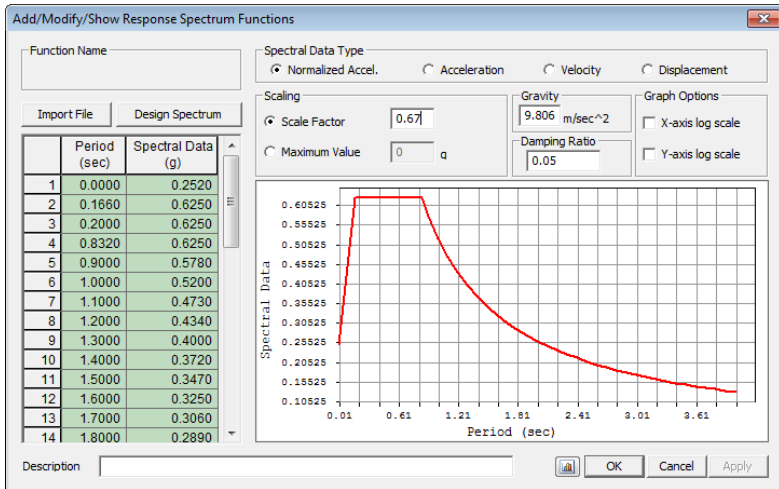 Add/Modify/Show Response Spectrum Functions
Function Name
Import File Design Spectrum
Period (sec) Spectral Data (g)
1 0.0000 0.2520
2 0.1660 0.6250
3 0.2000 0.6250
4 0.8320 0.6250
5 0.9000 0.5780
6 1.0000 0.5200
7 1.1000 0.4730
8 1.2000 0.4340
9 1.3000 0.4000
10 1.4000 0.3720
11 1.5000 0.3470
12 1.6000 0.3250
13 1.7000 0.3060
14 1.8000 0.2890
Spectral Data Type
Normalized Accel. Acceleration Velocity Displacement
Scaling
Scale Factor 0.67
Maximum Value 0 g
Gravity
9.806 m/sec^2
Damping Ratio
0.05
Graph Options
X-axis log scale
Y-axis log scale
Spectral Data
0.60525
0.55525
0.50525
0.45525
0.40525
0.35525
0.30525
0.25525
0.20525
0.15525
0.10525
0.01 0.61 1.21 1.81 2.41 3.01 3.61
Period (sec)
Description
OK Cancel Apply